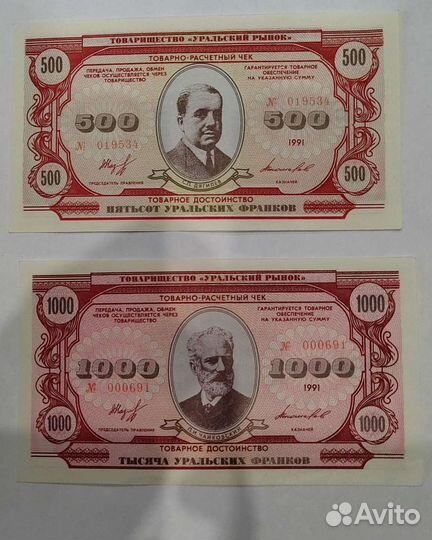 ТОВАРИЩЕСТВО «УРАЛЬСКИЙ РЫНОК»
ТОВАРНО-РАСЧЕТНЫЙ ЧЕК
500
500
ПЕРЕДАЧА, ПРОДАЖА, ОБМЕН
ЧЕКОВ ОСУЩЕСТВЛЯЕТСЯ ЧЕРЕЗ
ТОВАРИЩЕСТВО
ГАРАНТИРУЕТСЯ ТОВАРНОЕ
ОБЕСПЕЧЕНИЕ
НА УКАЗАННУЮ СУММУ
№ 019534
500
500
№ 019534
1991
500
500
ПРЕДСЕДАТЕЛЬ ПРАВЛЕНИЯ
КАЗНАЧЕЙ
С.П. ДЯГИЛЕВ
ТОВАРНОЕ ДОСТОИНСТВО
ПЯТЬСОТ УРАЛЬСКИХ ФРАНКОВ
ТОВАРИЩЕСТВО «УРАЛЬСКИЙ РЫНОК»
ТОВАРНО-РАСЧЕТНЫЙ ЧЕК
1000
1000
ПЕРЕДАЧА, ПРОДАЖА, ОБМЕН
ЧЕКОВ ОСУЩЕСТВЛЯЕТСЯ ЧЕРЕЗ
ТОВАРИЩЕСТВО
ГАРАНТИРУЕТСЯ ТОВАРНОЕ
ОБЕСПЕЧЕНИЕ
НА УКАЗАННУЮ СУММУ
№ 000691
1000
1000
№ 000691
1991
1000
1000
ПРЕДСЕДАТЕЛЬ ПРАВЛЕНИЯ
КАЗНАЧЕЙ
П.И. ЧАЙКОВСКИЙ
ТОВАРНОЕ ДОСТОИНСТВО
ТЫСЯЧА УРАЛЬСКИХ ФРАНКОВ
Avito